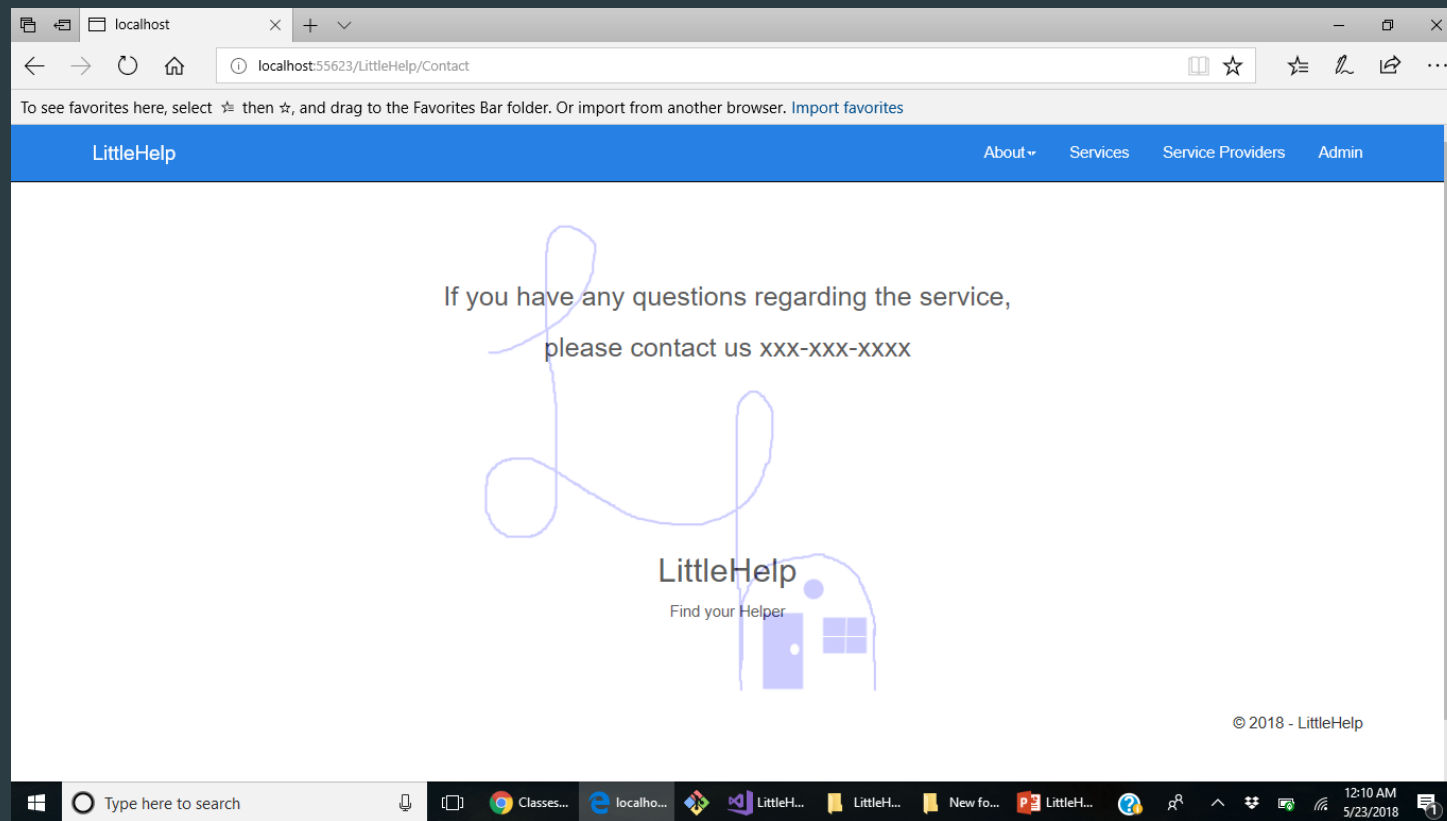 localhost
localhost:55623/LittleHelp/Contact
To see favorites here, select then, and drag to the Favorites Bar folder. Or import from another browser. Import favorites
LittleHelp About Services Service Providers Admin
If you have any questions regarding the service,
please contact us xxx-xxx-xxxx
LittleHelp
Find your Helper
© 2018 - LittleHelp
Type here to search Classes... localho... LittleH... LittleH... New fo... LittleH... 12:10 AM
5/23/2018 1